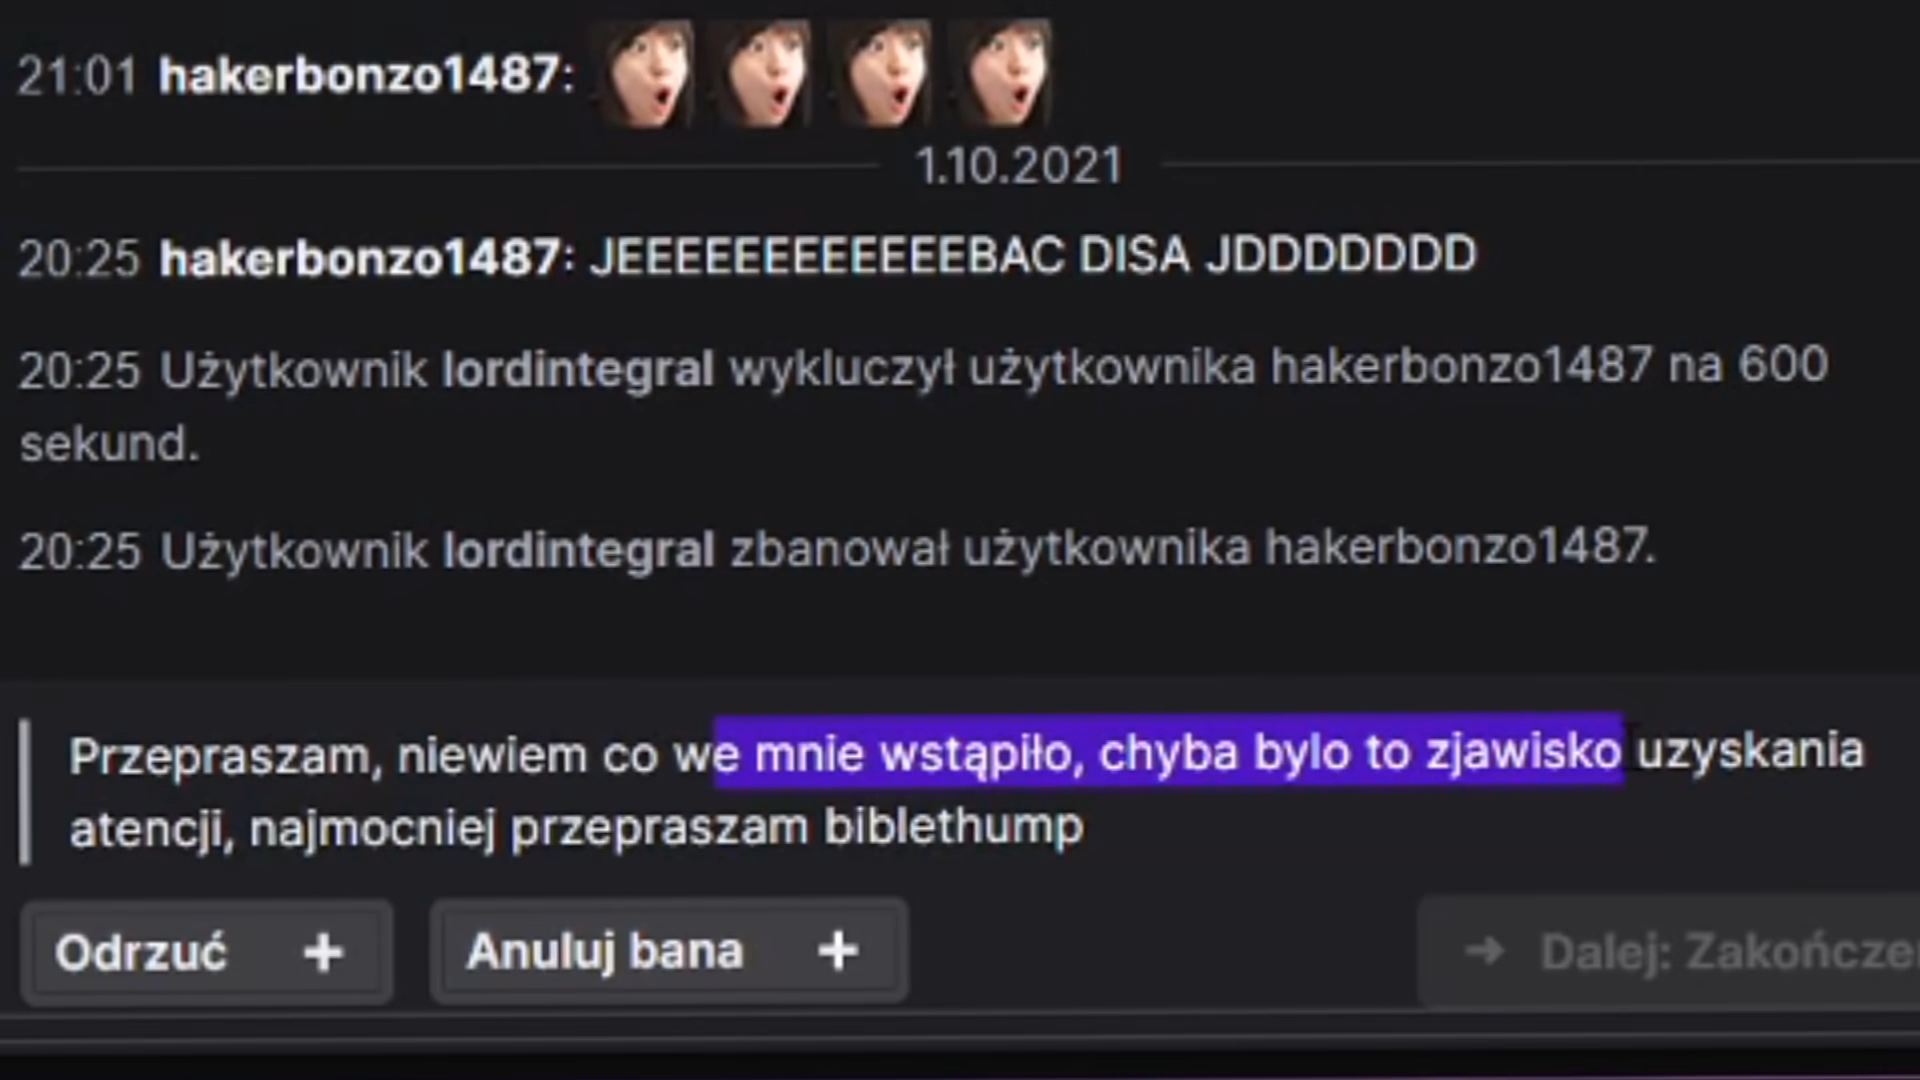 21:01 hakerbonzo1487:
1.10.2021
20:25 hakerbonzo1487: JEEEEEEEEEEEEBAC DISA JDDDDDDD
20:25 Użytkownik lordintegral wykluczył użytkownika hakerbonzo1487 na 600
sekund.
20:25 Użytkownik lordintegral zbanował użytkownika hakerbonzo1487.
Przepraszam, niewiem co we mnie wstąpiło, chyba bylo to zjawisko uzyskania
atencji, najmocniej przepraszam biblethump
Odrzuć + Anuluj bana + → Dalej: